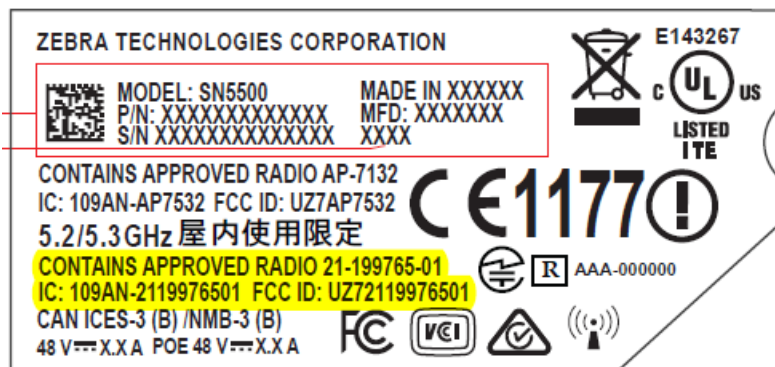 ZEBRA TECHNOLOGIES CORPORATION
MODEL: SN5500
P/N: XXXXXXXXXXXXX
S/N XXXXXXXXXXXXXX
MADE IN XXXXXX
MFD: XXXXXXX
XXXX
E143267
C UL US
LISTED
ITE
CONTAINS APPROVED RADIO AP-7132
IC: 109AN-AP7532 FCC ID: UZ7AP7532
5.2/5.3GHz 屋内使用限定
CE1177
CONTAINS APPROVED RADIO 21-199765-01
IC: 109AN-2119976501 FCC ID: UZ72119976501
R AAA-000000
CAN ICES-3 (B) /NMB-3 (B)
48 V⎓X.X A POE 48 V⎓X.X A
FC
VCI